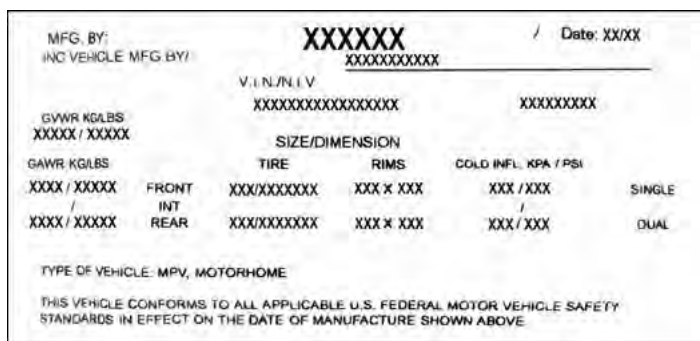 MFG. BY: XXXXXX / Date: XX/XX
INC VEHICLE MFG BY/ XXXXXXXXXXX
V.I.N./N.I.V
XXXXXXXXXXXXXXXXX XXXXXXXXX
GVWR KG/LBS
XXXXX / XXXXX
SIZE/DIMENSION
GAWR KG/LBS TIRE RIMS COLD INFL. KPA / PSI
XXXX / XXXXX FRONT XXX/XXXXXXX XXX X XXX XXX / XXX SINGLE
/ INT /
XXXX / XXXXX REAR XXX/XXXXXXX XXX X XXX XXX / XXX DUAL
TYPE OF VEHICLE: MPV, MOTORHOME
THIS VEHICLE CONFORMS TO ALL APPLICABLE U.S. FEDERAL MOTOR VEHICLE SAFETY
STANDARDS IN EFFECT ON THE DATE OF MANUFACTURE SHOWN ABOVE